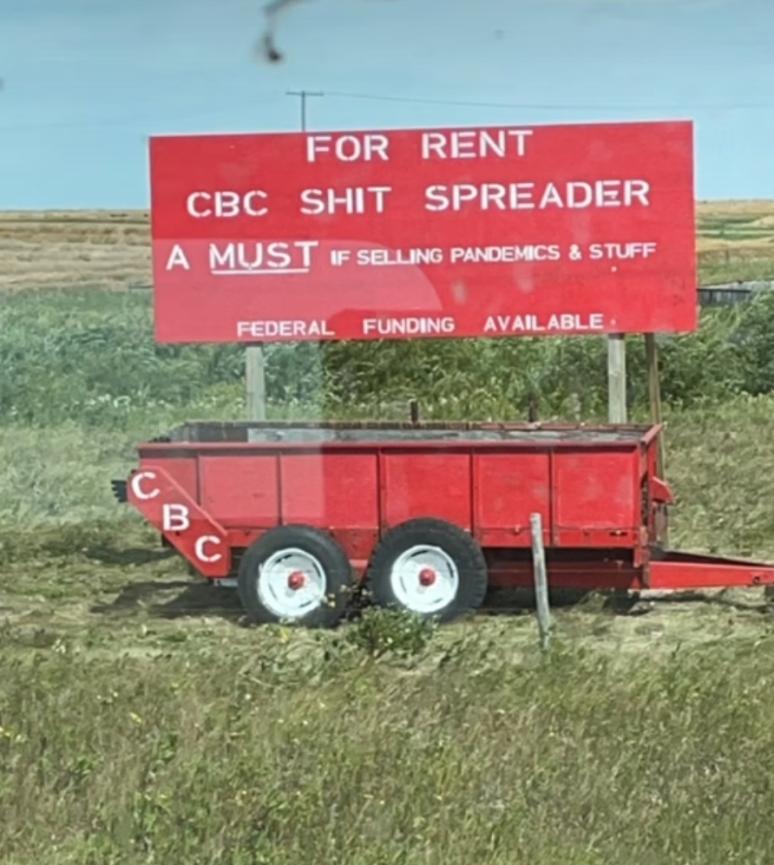 FOR RENT
CBC SHIT SPREADER
A MUST IF SELLING PANDEMICS & STUFF
FEDERAL FUNDING AVAILABLE
C
B
C